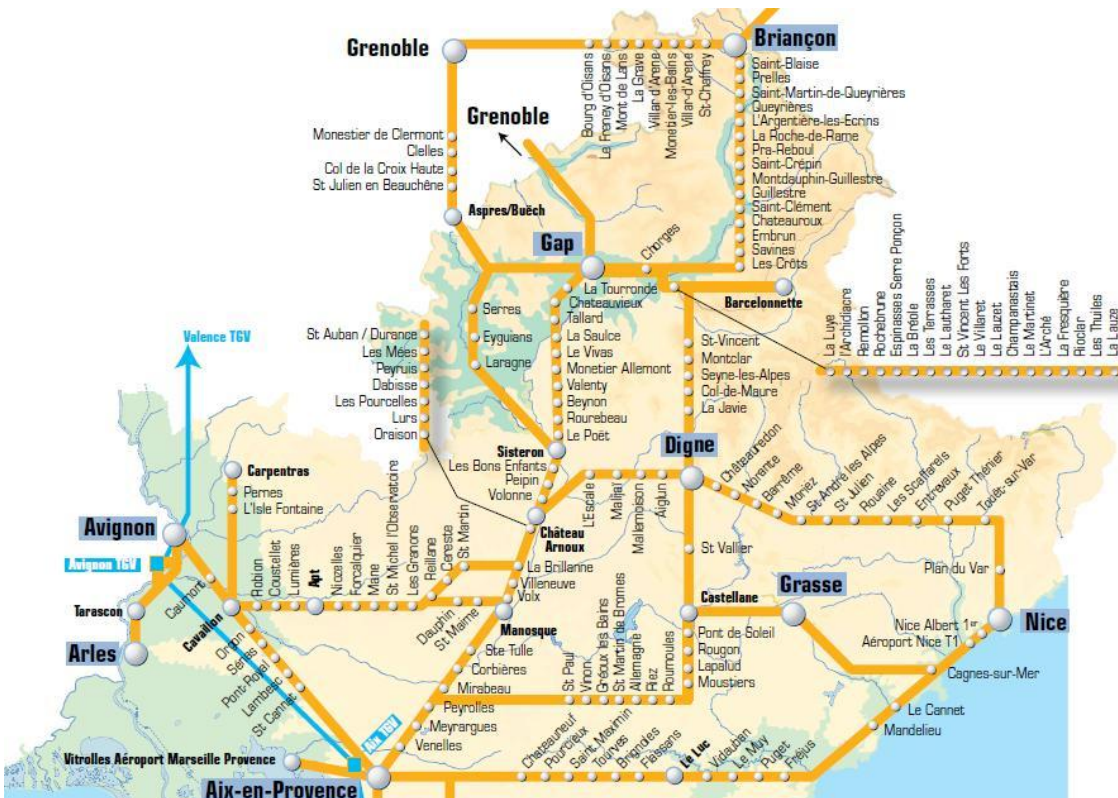 Grenoble
Briançon
Bourg d'Oisans
La Freney d'Oisans
Mont de Lans
La Grave
Villar d'Arene
Monetier-les-Bains
Villar-d'Arene
St-Chaffrey
Saint-Blaise
Prelles
Saint-Martin-de-Queyrières
Queyrières
L'Argentière-les-Ecrins
La Roche-de-Rame
Pra-Reboul
Saint-Crépin
Montdauphin-Guillestre
Guillestre
Saint-Clément
Chateauroux
Embrun
Savines
Les Crôts
Grenoble
Monestier de Clermont
Clelles
Col de la Croix Haute
St Julien en Beauchêne
Aspres/Buëch
Gap
Chorges
Barcelonnette
La Luye
l'Archidiacre
Remollon
Rochebrune
Espinasses Serre Ponçon
La Bréole
Les Terrasses
Le lautharet
St Vincent Les Forts
Le Villaret
Le Lauzet
Champanastais
Le Martinet
L'Arché
La Fresquière
Rioclar
Les Thuiles
La Lauze
La Tourronde
Chateauvieux
Tallard
La Saulce
Le Vivas
Monetier Allemont
Valenty
Beynon
Rourebeau
Le Poët
Serres
Eyguians
Laragne
St Auban / Durance
Les Mées
Peyruis
Dabisse
Les Pourcelles
Lurs
Oraison
Valence TGV
St-Vincent
Montclar
Seyne-les-Alpes
Col-de-Maure
La Javie
Sisteron
Les Bons Enfants
Peipin
Volonne
Digne
Châteauredon
Norante
Barrême
Moriez
St André les Alpes
St Julien
Rouaine
Les Scaffarels
Entrevaux
Puget Thénier
Touët-sur-Var
Plan du Var
Carpentras
Pernes
L'Isle Fontaine
Avignon
Avignon TGV
Château
Arnoux
L'Escale
Malijai
Mallemoison
Aiglun
St Vallier
Castellane
Grasse
Nice
Nice Albert 1er
Aéroport Nice T1
Cagnes-sur-Mer
Le Cannet
Mandelieu
Tarascon
Arles
Caumont
Cavaillon
Robion
Coustellet
Lumières
Apt
Niozelles
Forcalquier
Mane
St Michel l'Observatoire
Les Granons
Reillane
Céreste
St Martin
La Brillanne
Villeneuve
Volx
Dauphin
St Maime
Manosque
Ste Tulle
Corbières
Mirabeau
Peyrolles
Meyrargues
Venelles
Orgon
Sénas
Pont-Royal
Lambesc
St Cannat
St Paul
Vinon
Gréoux les Bains
St Martin de Bromes
Allemagne
Riez
Roumoules
Pont de Soleil
Rougon
Lapalud
Moustiers
Aix TGV
Vitrolles Aéroport Marseille Provence
Aix-en-Provence
Chateauneuf
Pourcieux
Saint Maximin
Tourves
Brignoles
Flassans
Le Luc
Vidauban
Le Muy
Puget
Fréjus